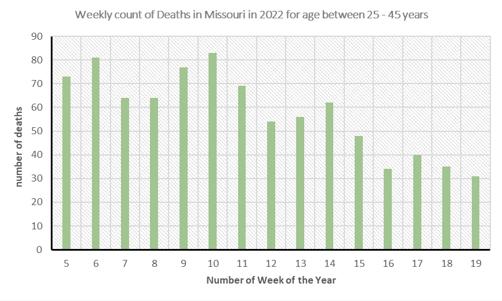 Weekly count of Deaths in Missouri in 2022 for age between 25 - 45 years
90
80
70
60
50
40
30
20
10
0
number of deaths
5 6 7 8 9 10 11 12 13 14 15 16 17 18 19
Number of Week of the Year